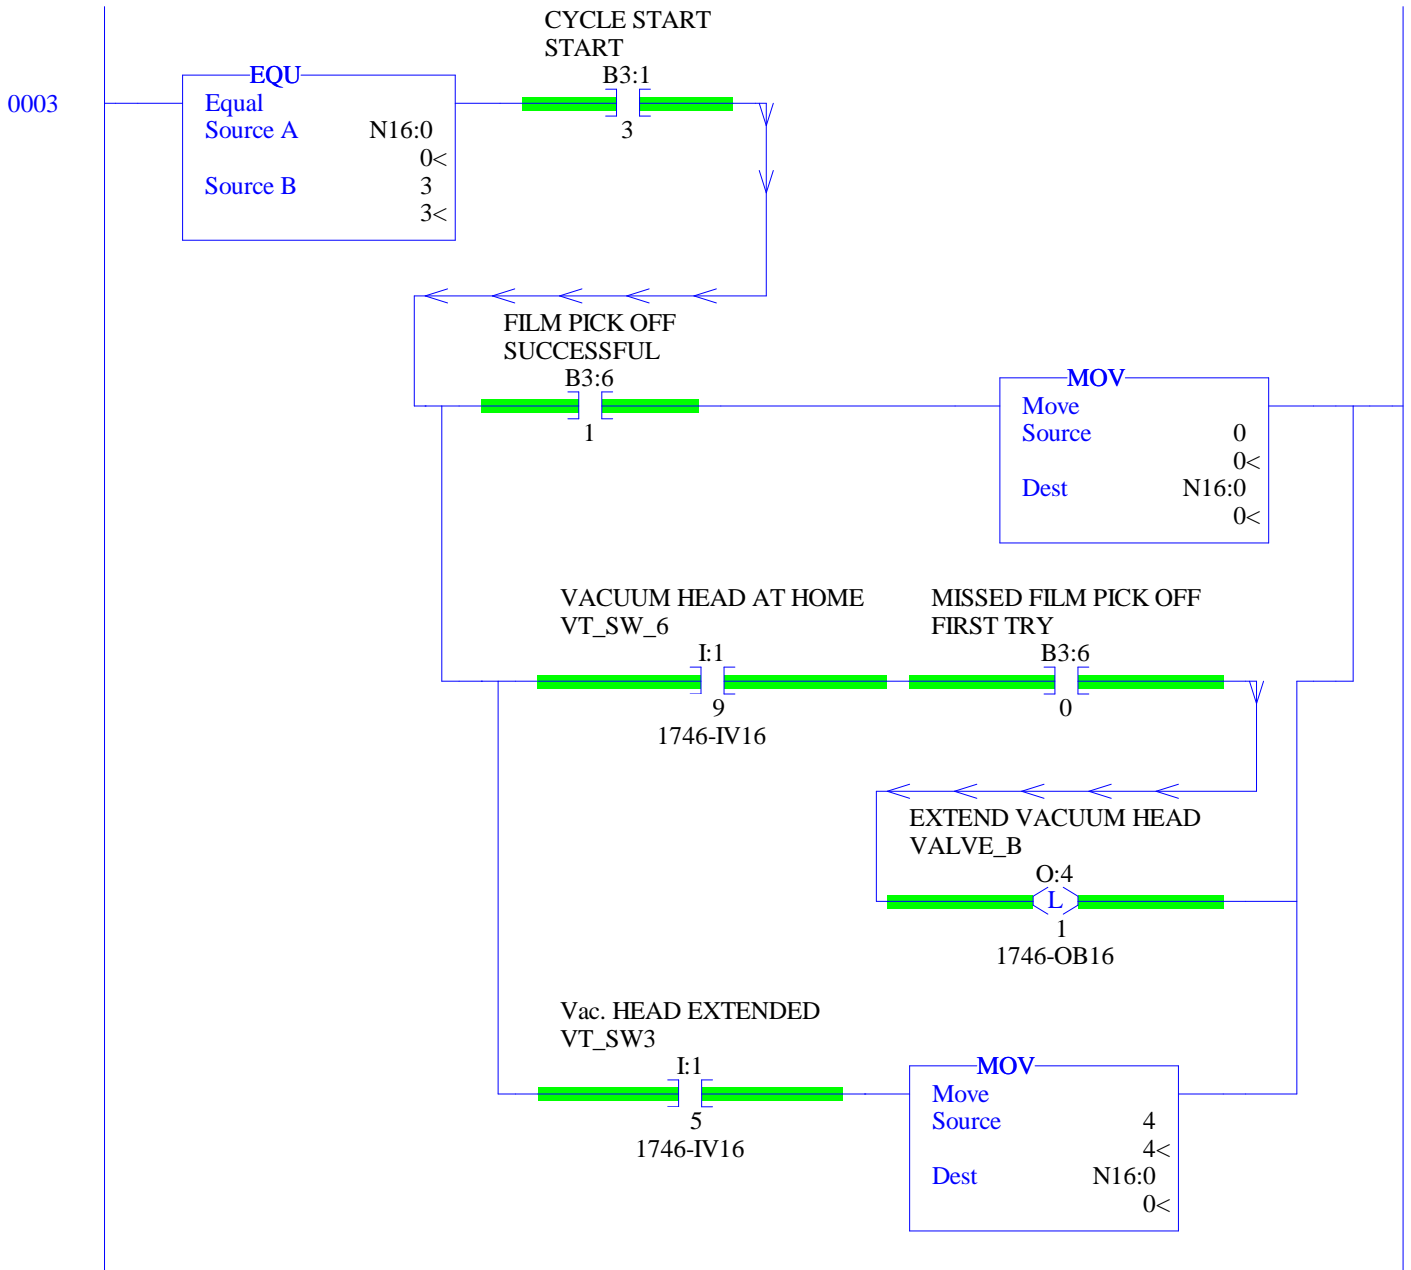 CYCLE START
START
B3:1
0003
EQU
Equal
Source A N16:0
0<
Source B 3
3<
3
FILM PICK OFF
SUCCESSFUL
B3:6
1
MOV
Move
Source 0
0<
Dest N16:0
0<
VACUUM HEAD AT HOME
VT_SW_6
I:1
9
1746-IV16
MISSED FILM PICK OFF
FIRST TRY
B3:6
0
EXTEND VACUUM HEAD
VALVE_B
O:4
L
1
1746-OB16
Vac. HEAD EXTENDED
VT_SW3
I:1
5
1746-IV16
MOV
Move
Source 4
4<
Dest N16:0
0<